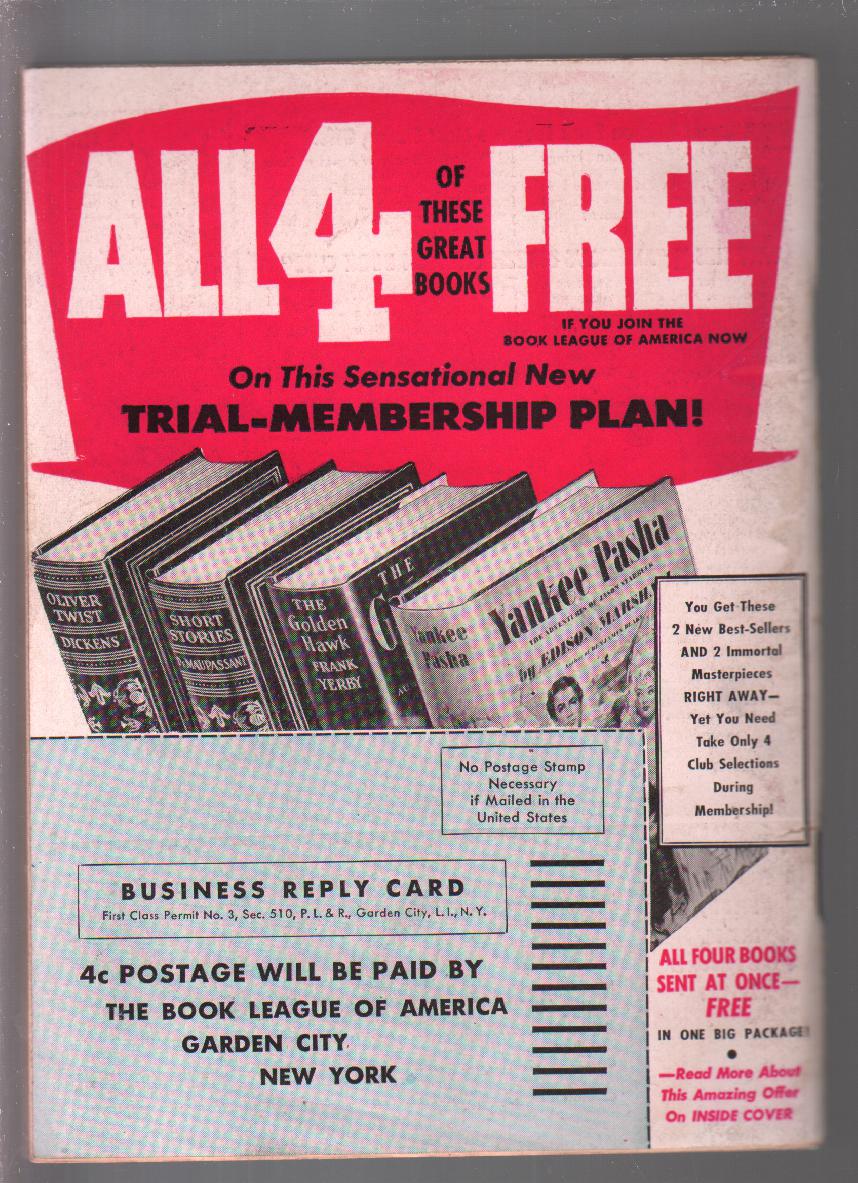 ALL 4 OF THESE GREAT BOOKS FREE
IF YOU JOIN THE
BOOK LEAGUE OF AMERICA NOW
On This Sensational New
TRIAL-MEMBERSHIP PLAN!
OLIVER
TWIST
DICKENS
SHORT
STORIES
DEMAUPASSANT
THE
Golden
Hawk
FRANK
YERBY
THE
G
Yankee
Pasha
Yankee Pasha
THE ADVENTURES OF JASON STARBUCK
by EDISON MARSHALL
You Get These
2 New Best-Sellers
AND 2 Immortal
Masterpieces
RIGHT AWAY—
Yet You Need
Take Only 4
Club Selections
During
Membership!
No Postage Stamp
Necessary
if Mailed in the
United States
BUSINESS REPLY CARD
First Class Permit No. 3, Sec. 510, P. L. & R., Garden City, L. I., N. Y.
4c POSTAGE WILL BE PAID BY
THE BOOK LEAGUE OF AMERICA
GARDEN CITY
NEW YORK
ALL FOUR BOOKS
SENT AT ONCE—
FREE
IN ONE BIG PACKAGE!
—Read More About
This Amazing Offer
On INSIDE COVER